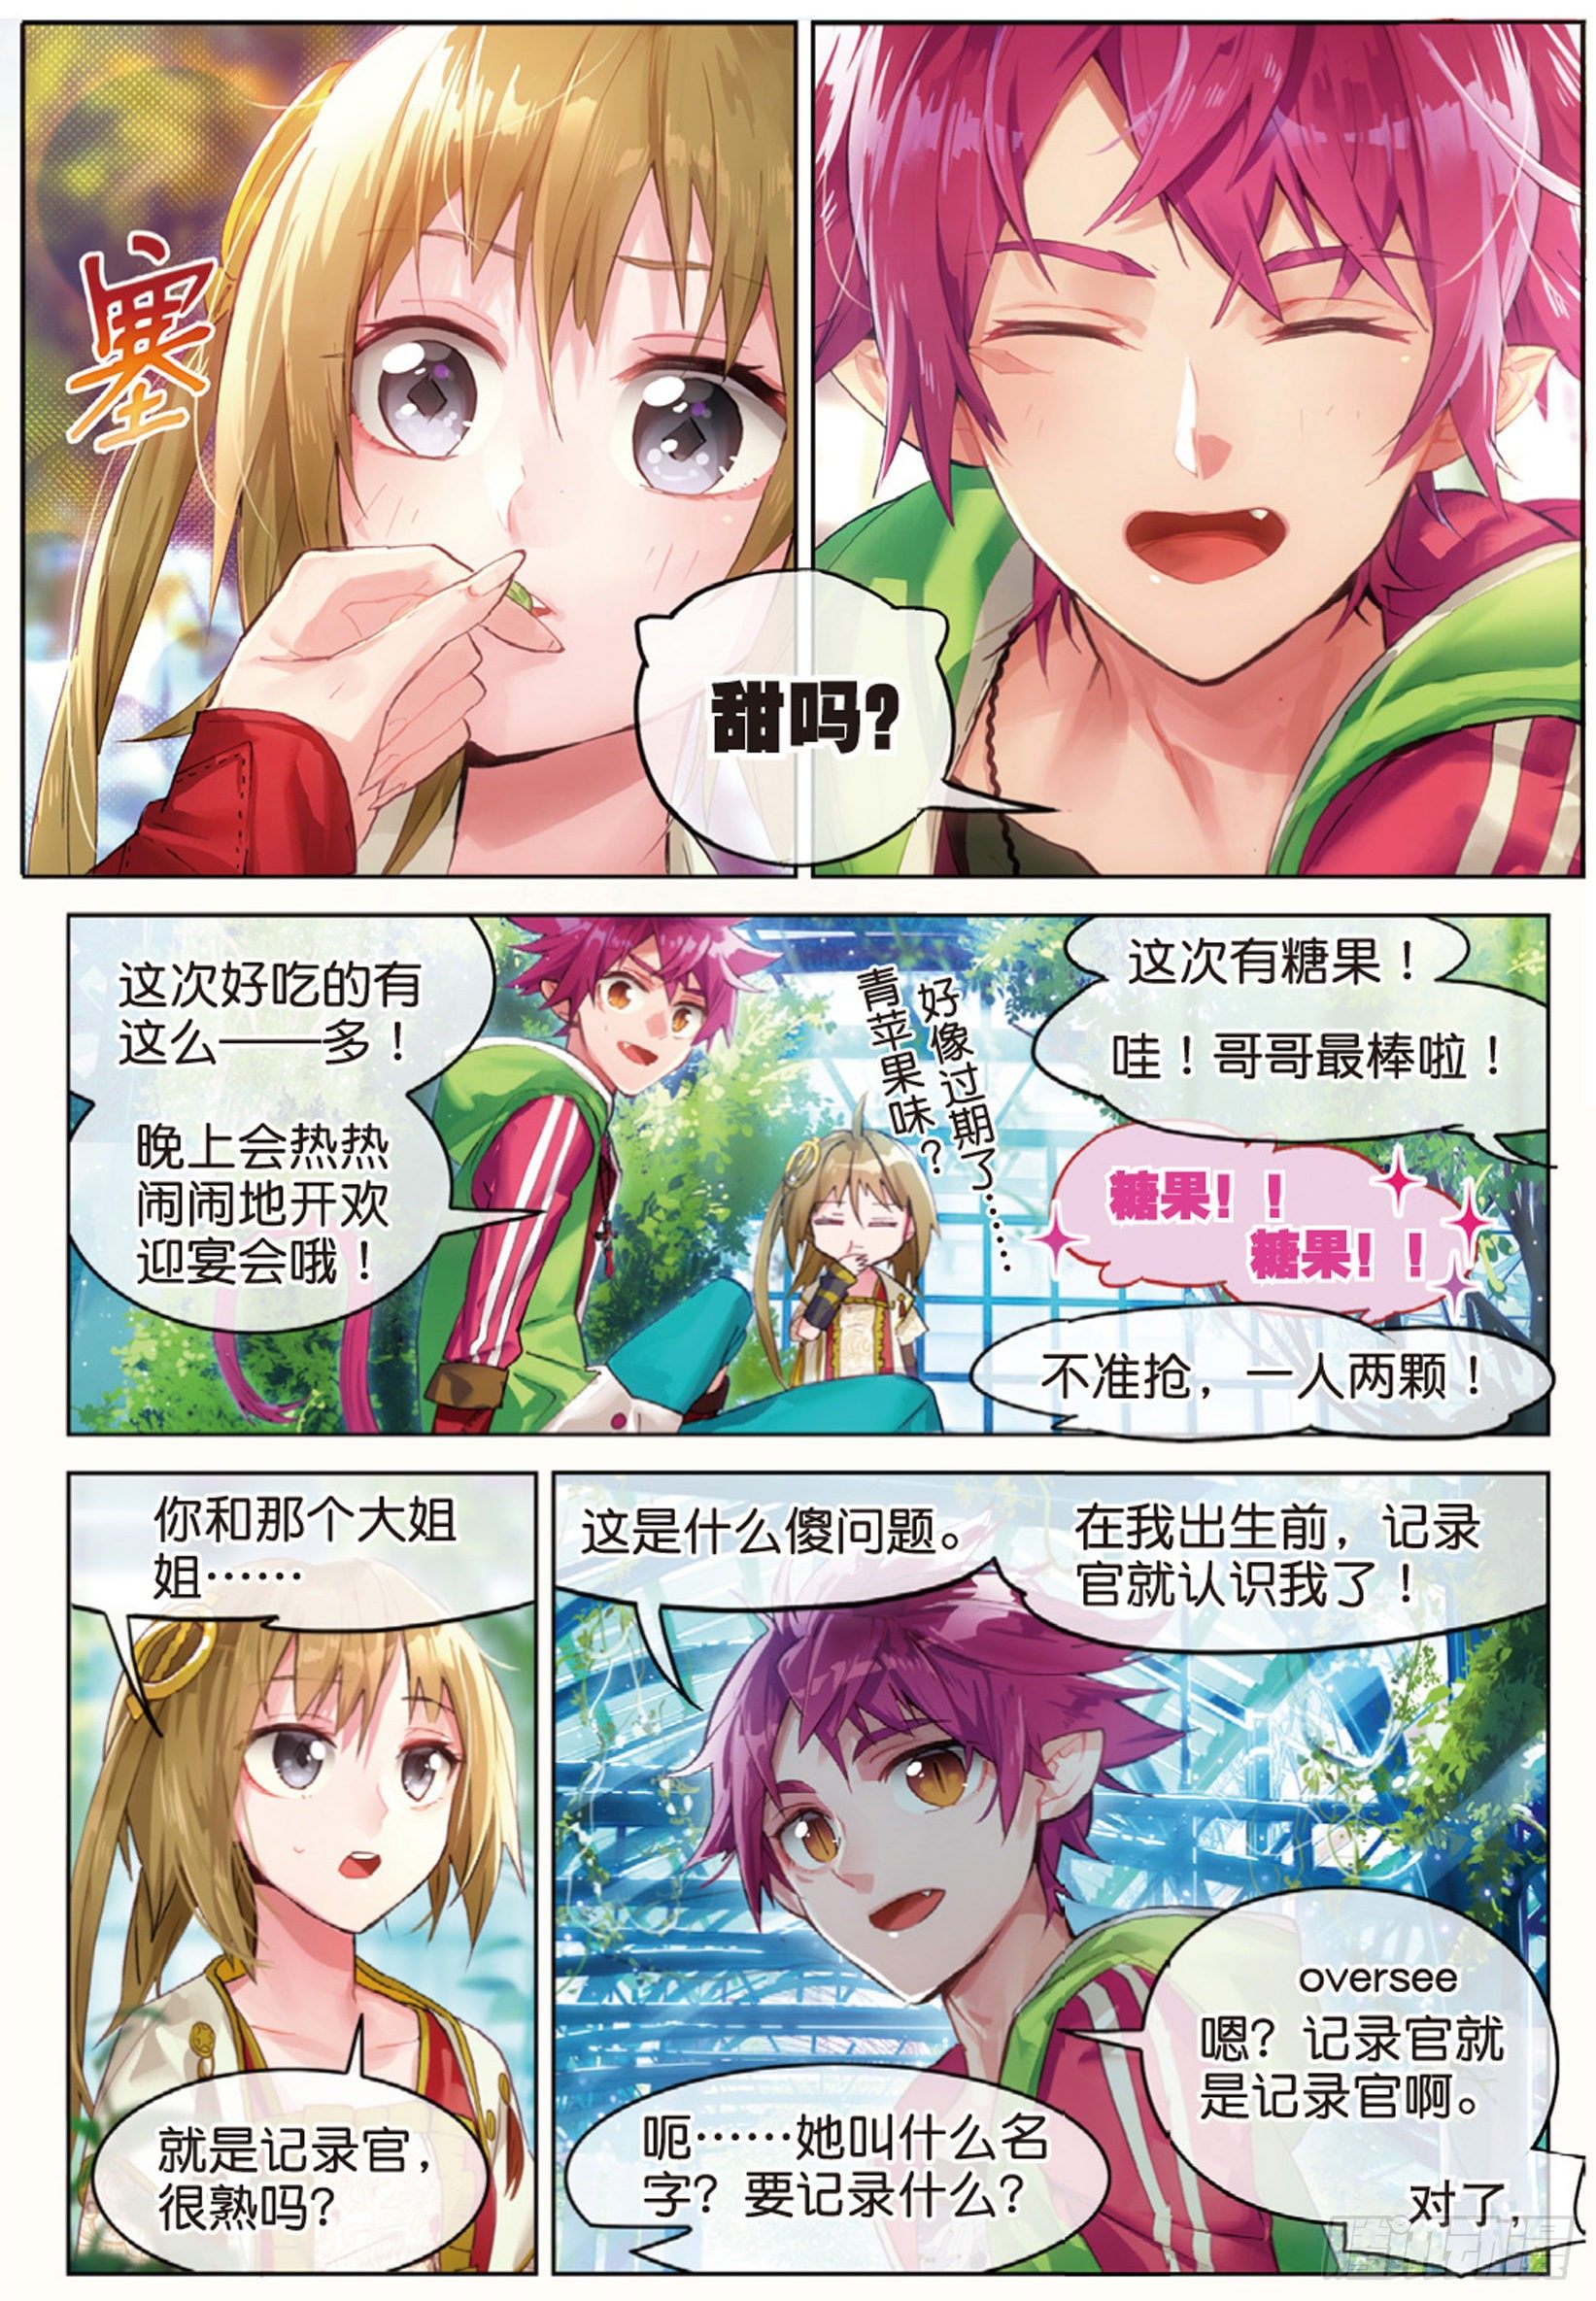 塞
甜吗？
这次好吃的有
这么——多！
晚上会热热
闹闹地开欢
迎宴会哦！
好像过期了……
青苹果味？
这次有糖果！
哇！哥哥最棒啦！
糖果！！
糖果！！
不准抢，一人两颗！
你和那个大姐
姐……
就是记录官，
很熟吗？
这是什么傻问题。
在我出生前，记录
官就认识我了！
呃……她叫什么名
字？要记录什么？
oversee
嗯？记录官就
是记录官啊。
对了，
腾讯动漫